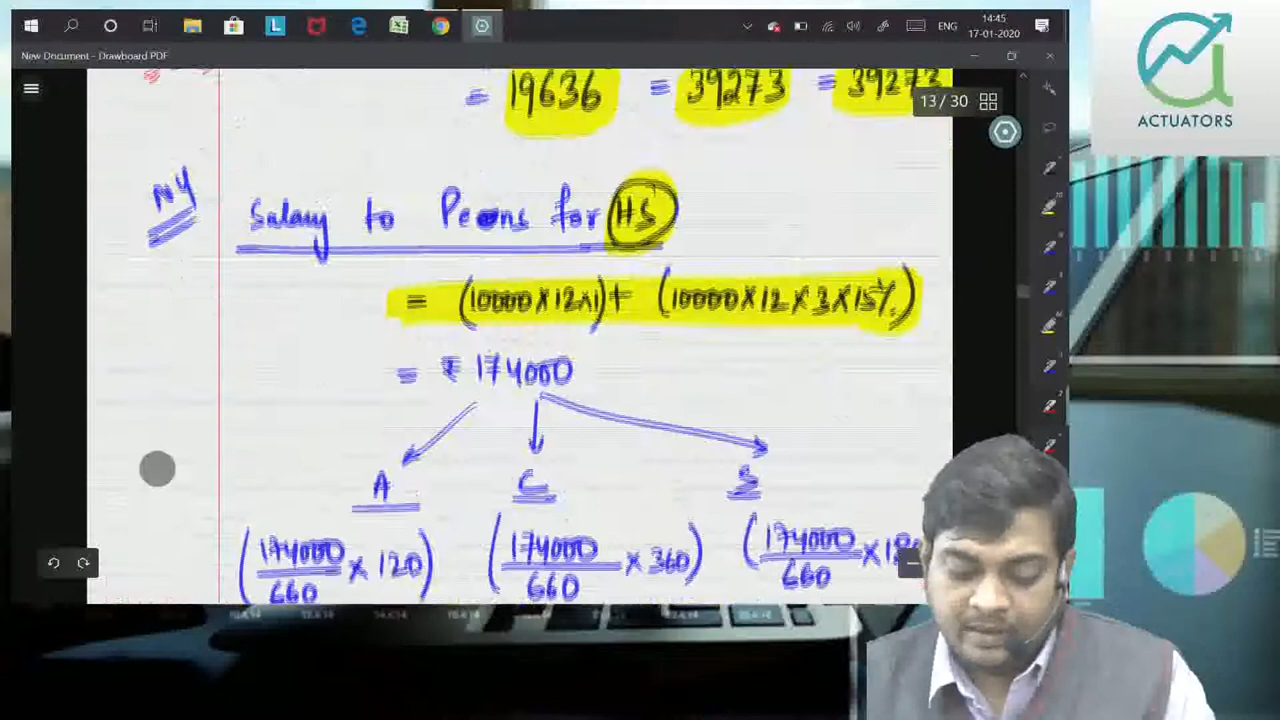 ENG
14:45
17-01-2020
New Document - Drawboard PDF
= 19636 = 39273 = 39273
13 / 30
ACTUATORS
Ny Salary to Peons for HS
= (10000 X 12 X 1) + (10000 X 12 X 3 X 15%)
= ₹ 174000
A C S
(174000/660 X 120) (174000/660 X 360) (174000/660 X